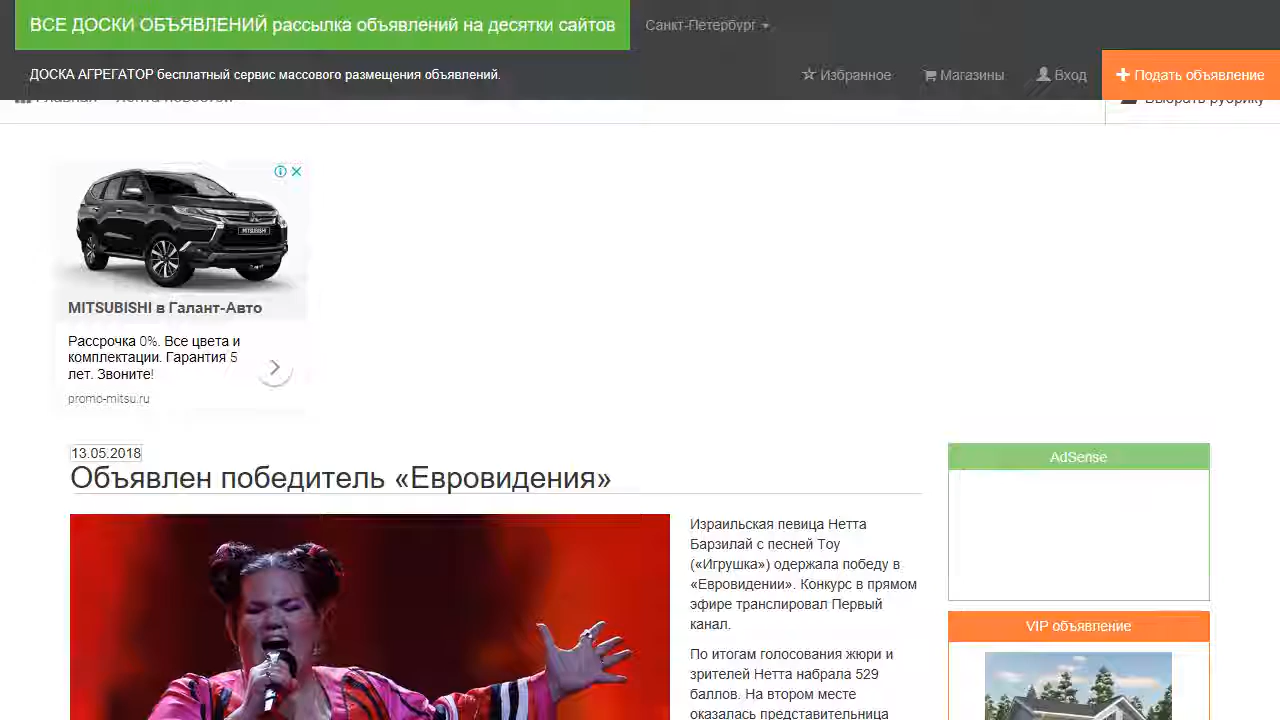 ВСЕ ДОСКИ ОБЪЯВЛЕНИЙ рассылка объявлений на десятки сайтов
Санкт-Петербург
ДОСКА АГРЕГАТОР бесплатный сервис массового размещения объявлений.
Избранное
Магазины
Вход
Подать объявление
Выбрать рубрику
MITSUBISHI
MITSUBISHI в Галант-Авто
Рассрочка 0%. Все цвета и
комплектации. Гарантия 5
лет. Звоните!
promo-mitsu.ru
13.05.2018
Объявлен победитель «Евровидения»
Израильская певица Нетта
Барзилай с песней Toy
(«Игрушка») одержала победу в
«Евровидении». Конкурс в прямом
эфире транслировал Первый
канал.
По итогам голосования жюри и
зрителей Нетта набрала 529
баллов. На втором месте
оказалась представительница
AdSense
VIP объявление